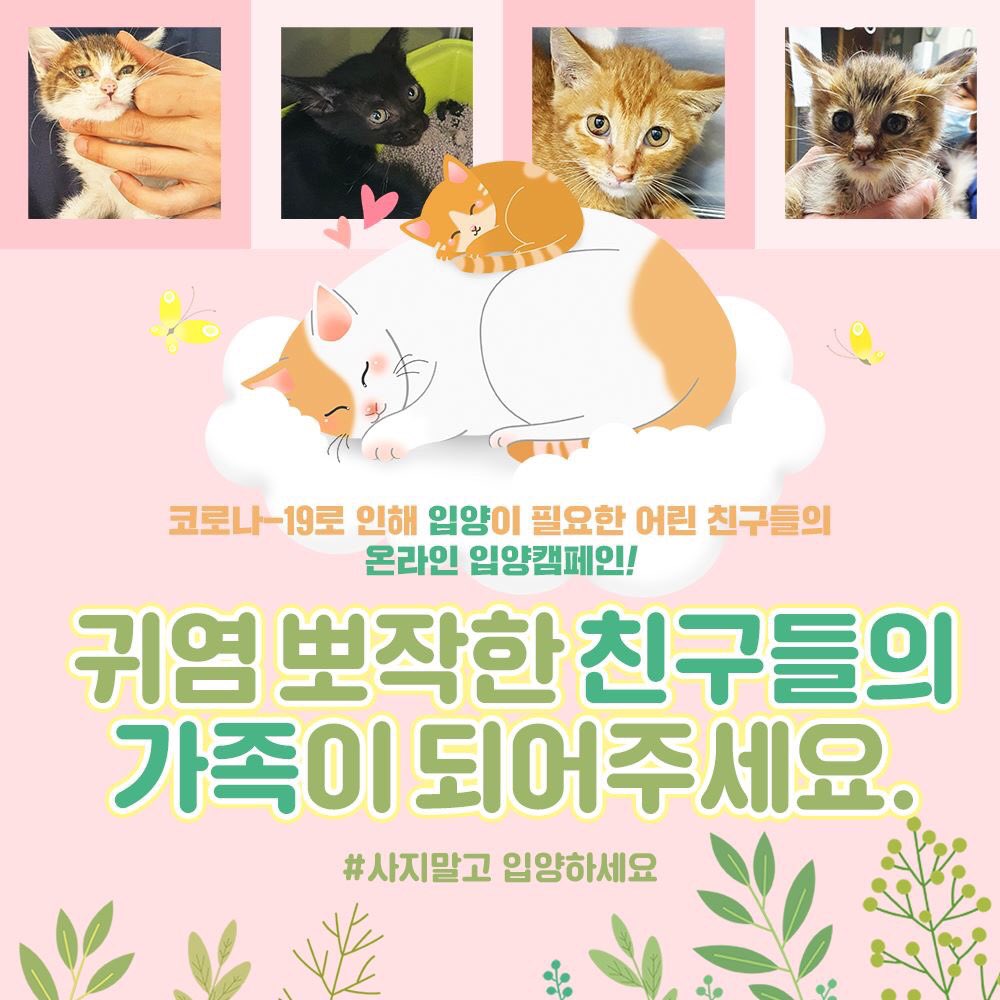 코로나-19로 인해 입양이 필요한 어린 친구들의
온라인 입양캠페인!
귀염 뽀작한 친구들의
가족이 되어주세요.
#사지말고 입양하세요